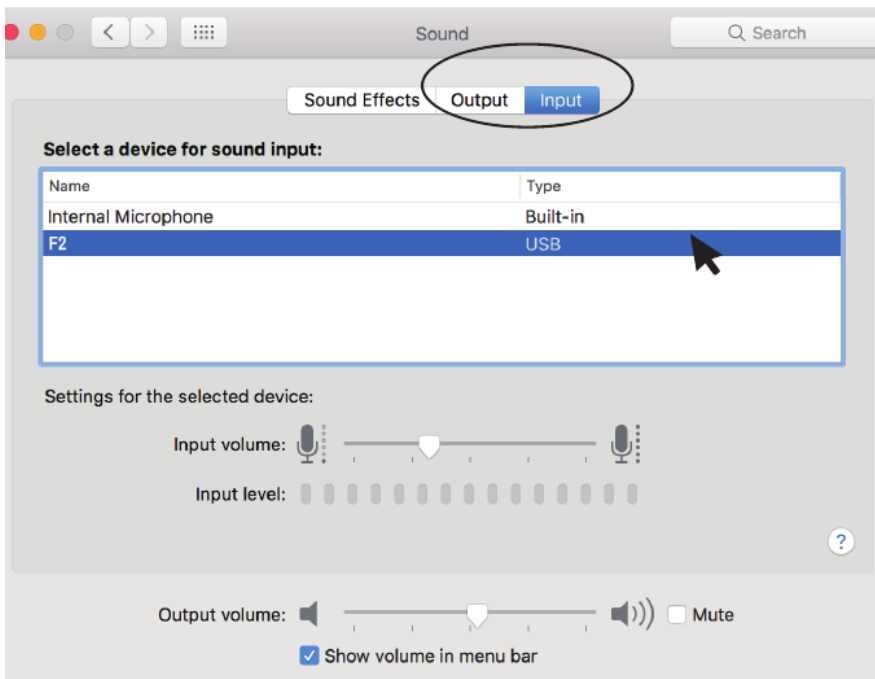 Sound
Search
Sound Effects Output Input
Select a device for sound input:
Name Type
Internal Microphone Built-in
F2 USB
Settings for the selected device:
Input volume:
Input level:
?
Output volume: Mute
Show volume in menu bar